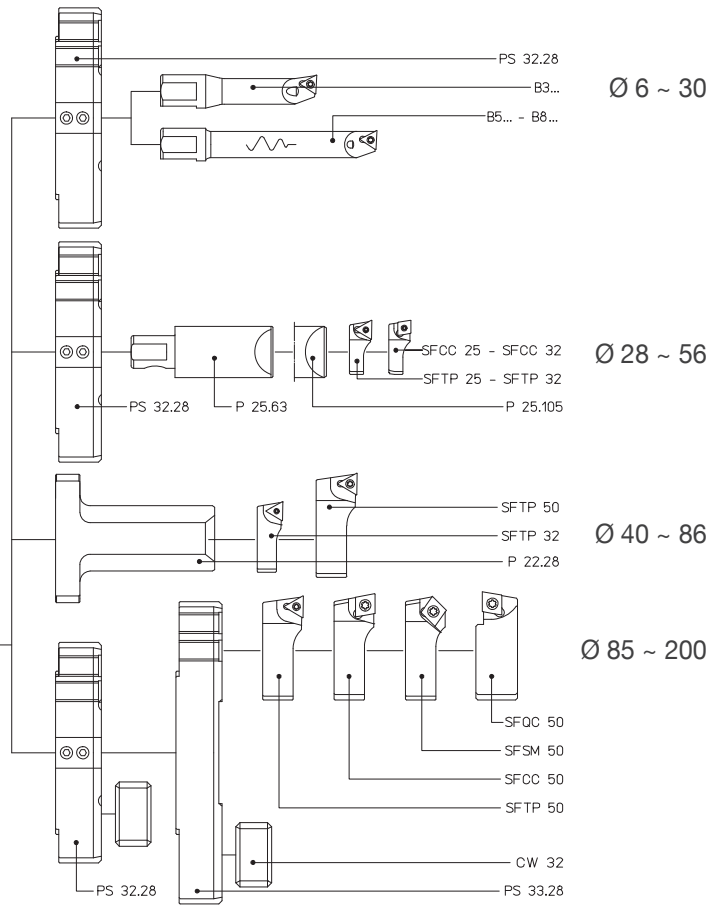 PS 32.28
B3...
Ø 6 ~ 30
B5... - B8...
SFCC 25 - SFCC 32
Ø 28 ~ 56
SFTP 25 - SFTP 32
PS 32.28
P 25.63
P 25.105
SFTP 50
SFTP 32
Ø 40 ~ 86
P 22.28
Ø 85 ~ 200
SFQC 50
SFSM 50
SFCC 50
SFTP 50
CW 32
PS 32.28
PS 33.28